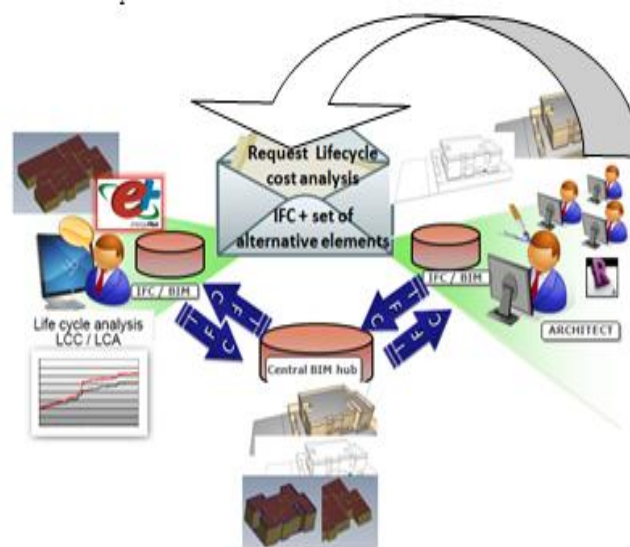 Request Lifecycle
cost analysis
IFC + set of
alternative elements
e+
IFC / BIM
IFC / BIM
Life cycle analysis
LCC / LCA
IFC
IFC
IFC
IFC
R
ARCHITECT
Central BIM hub